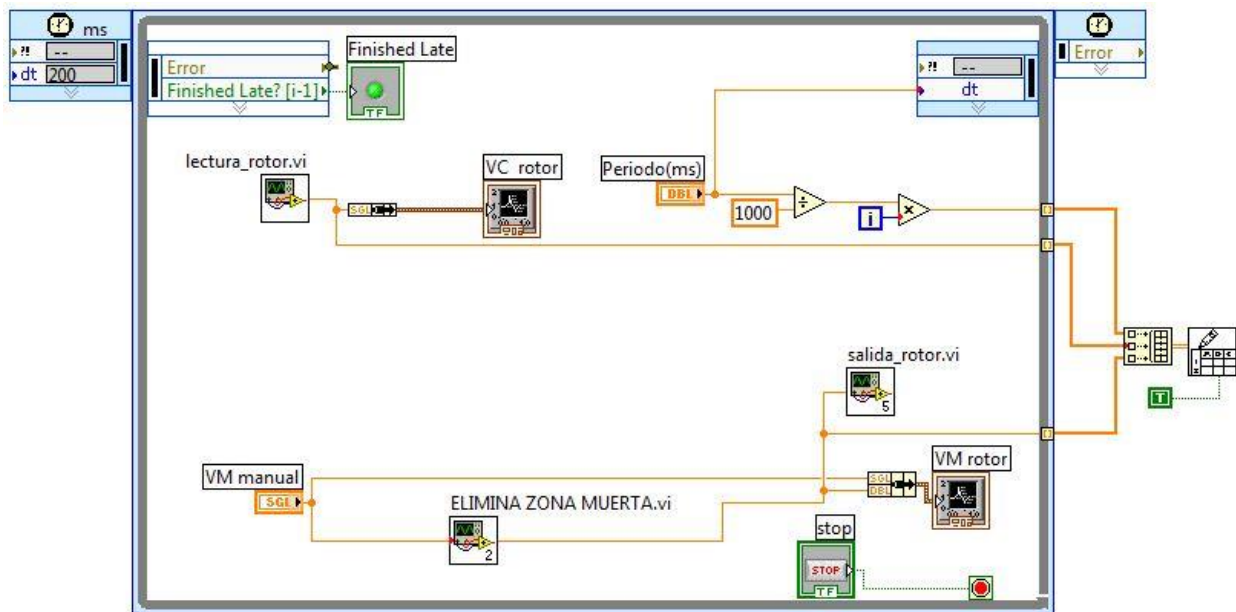 ms
?! --
dt 200
Error
Finished Late? [i-1]
Finished Late
TF
?! --
dt
Error
lectura_rotor.vi
SGL
VC rotor
Periodo(ms)
DBL
1000
÷
i
x
salida_rotor.vi
5
T
VM manual
SGL
ELIMINA ZONA MUERTA.vi
2
SGL
DBL
VM rotor
stop
STOP
TF